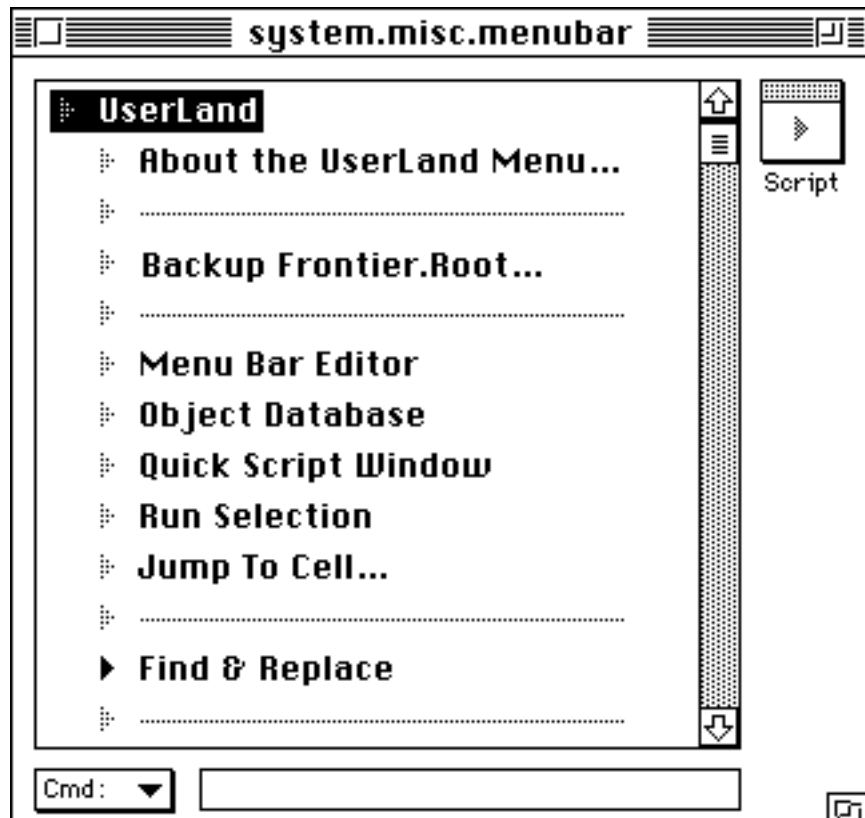 system.misc.menubar
UserLand
About the UserLand Menu...
Script
Backup Frontier.Root...
Menu Bar Editor
Object Database
Quick Script Window
Run Selection
Jump To Cell...
Find & Replace
Cmd: